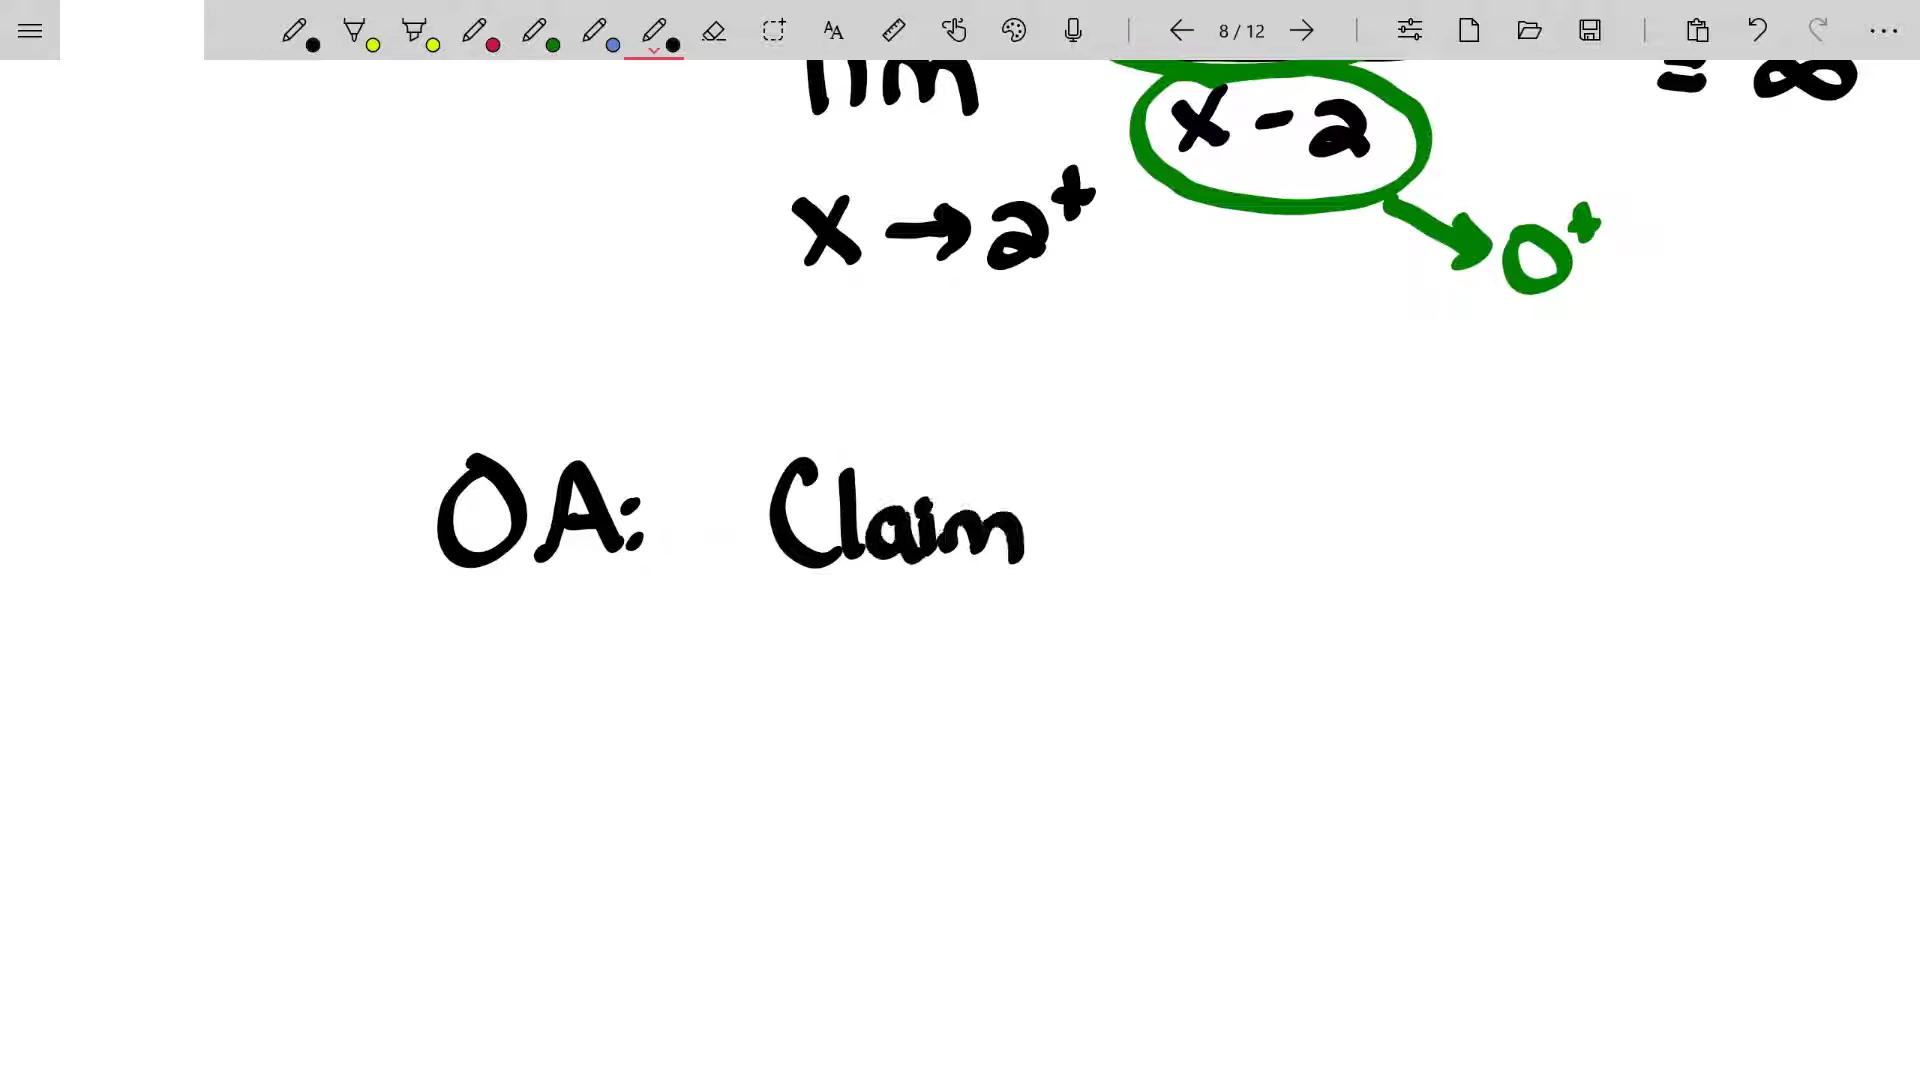 8 / 12
lim x - 2 = ∞
x → 2⁺ 0⁺
OA: Claim